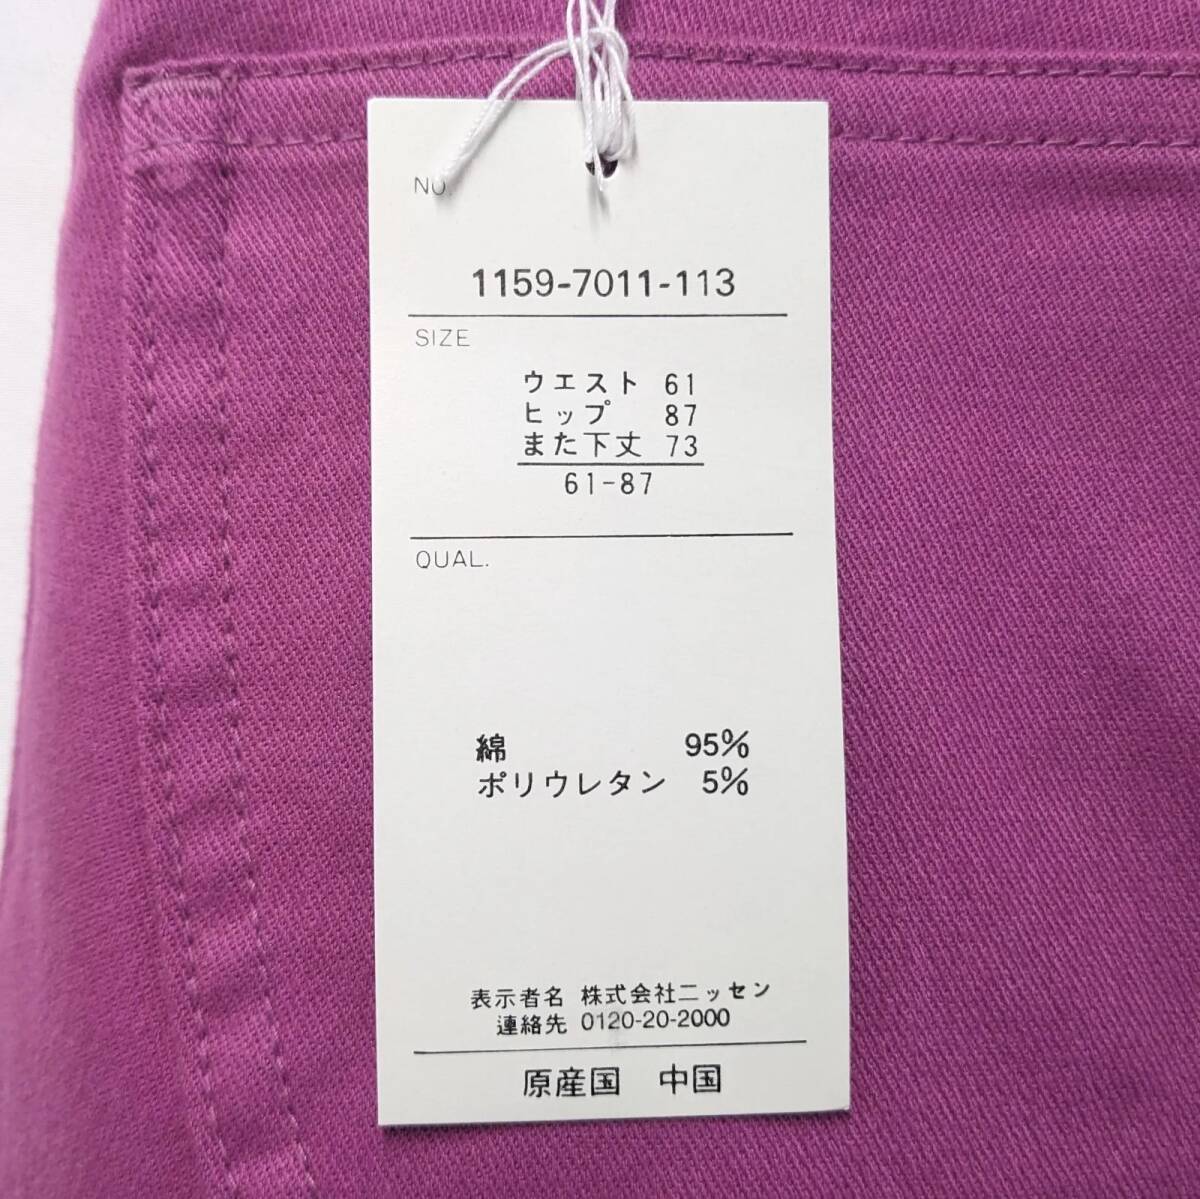 NO.
1159-7011-113
SIZE
ウエスト 61
ヒップ 87
また下丈 73
61-87
QUAL.
綿 95%
ポリウレタン 5%
表示者名 株式会社ニッセン
連絡先 0120-20-2000
原産国 中国